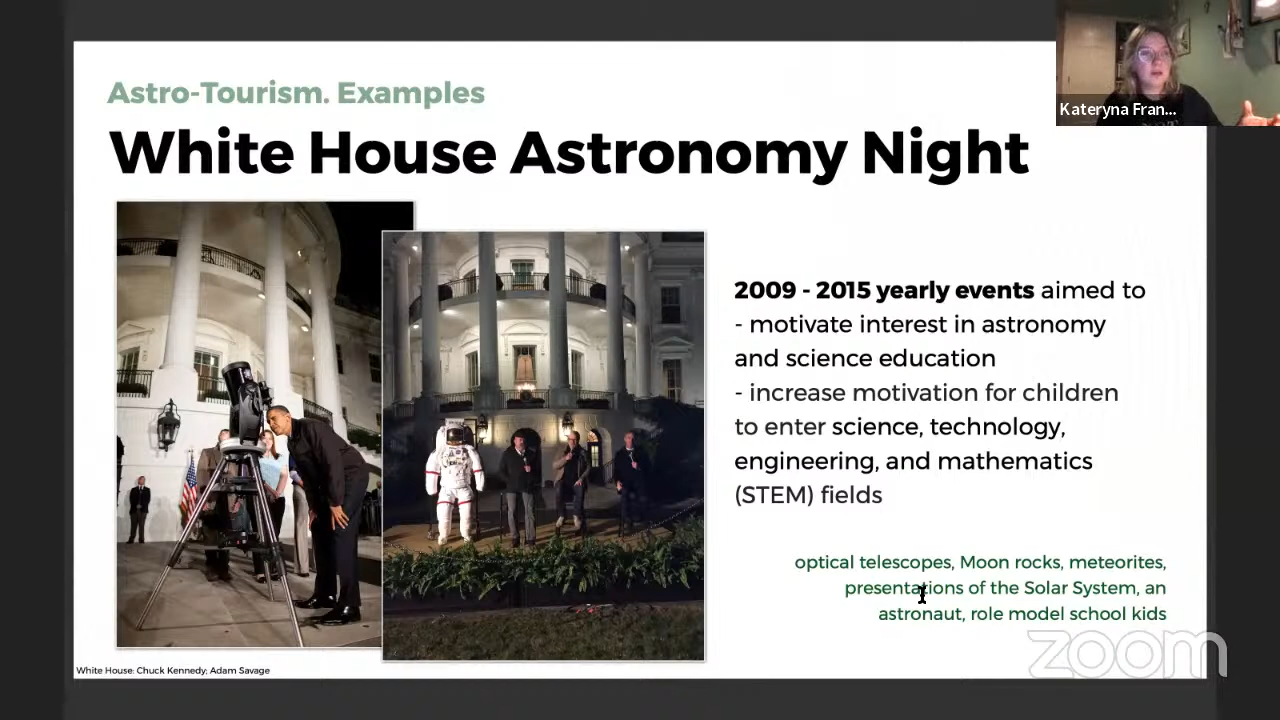 Astro-Tourism. Examples
White House Astronomy Night
Kateryna Fran...
2009 - 2015 yearly events aimed to
- motivate interest in astronomy
and science education
- increase motivation for children
to enter science, technology,
engineering, and mathematics
(STEM) fields
optical telescopes, Moon rocks, meteorites,
presentations of the Solar System, an
astronaut, role model school kids
White House: Chuck Kennedy; Adam Savage
zoom